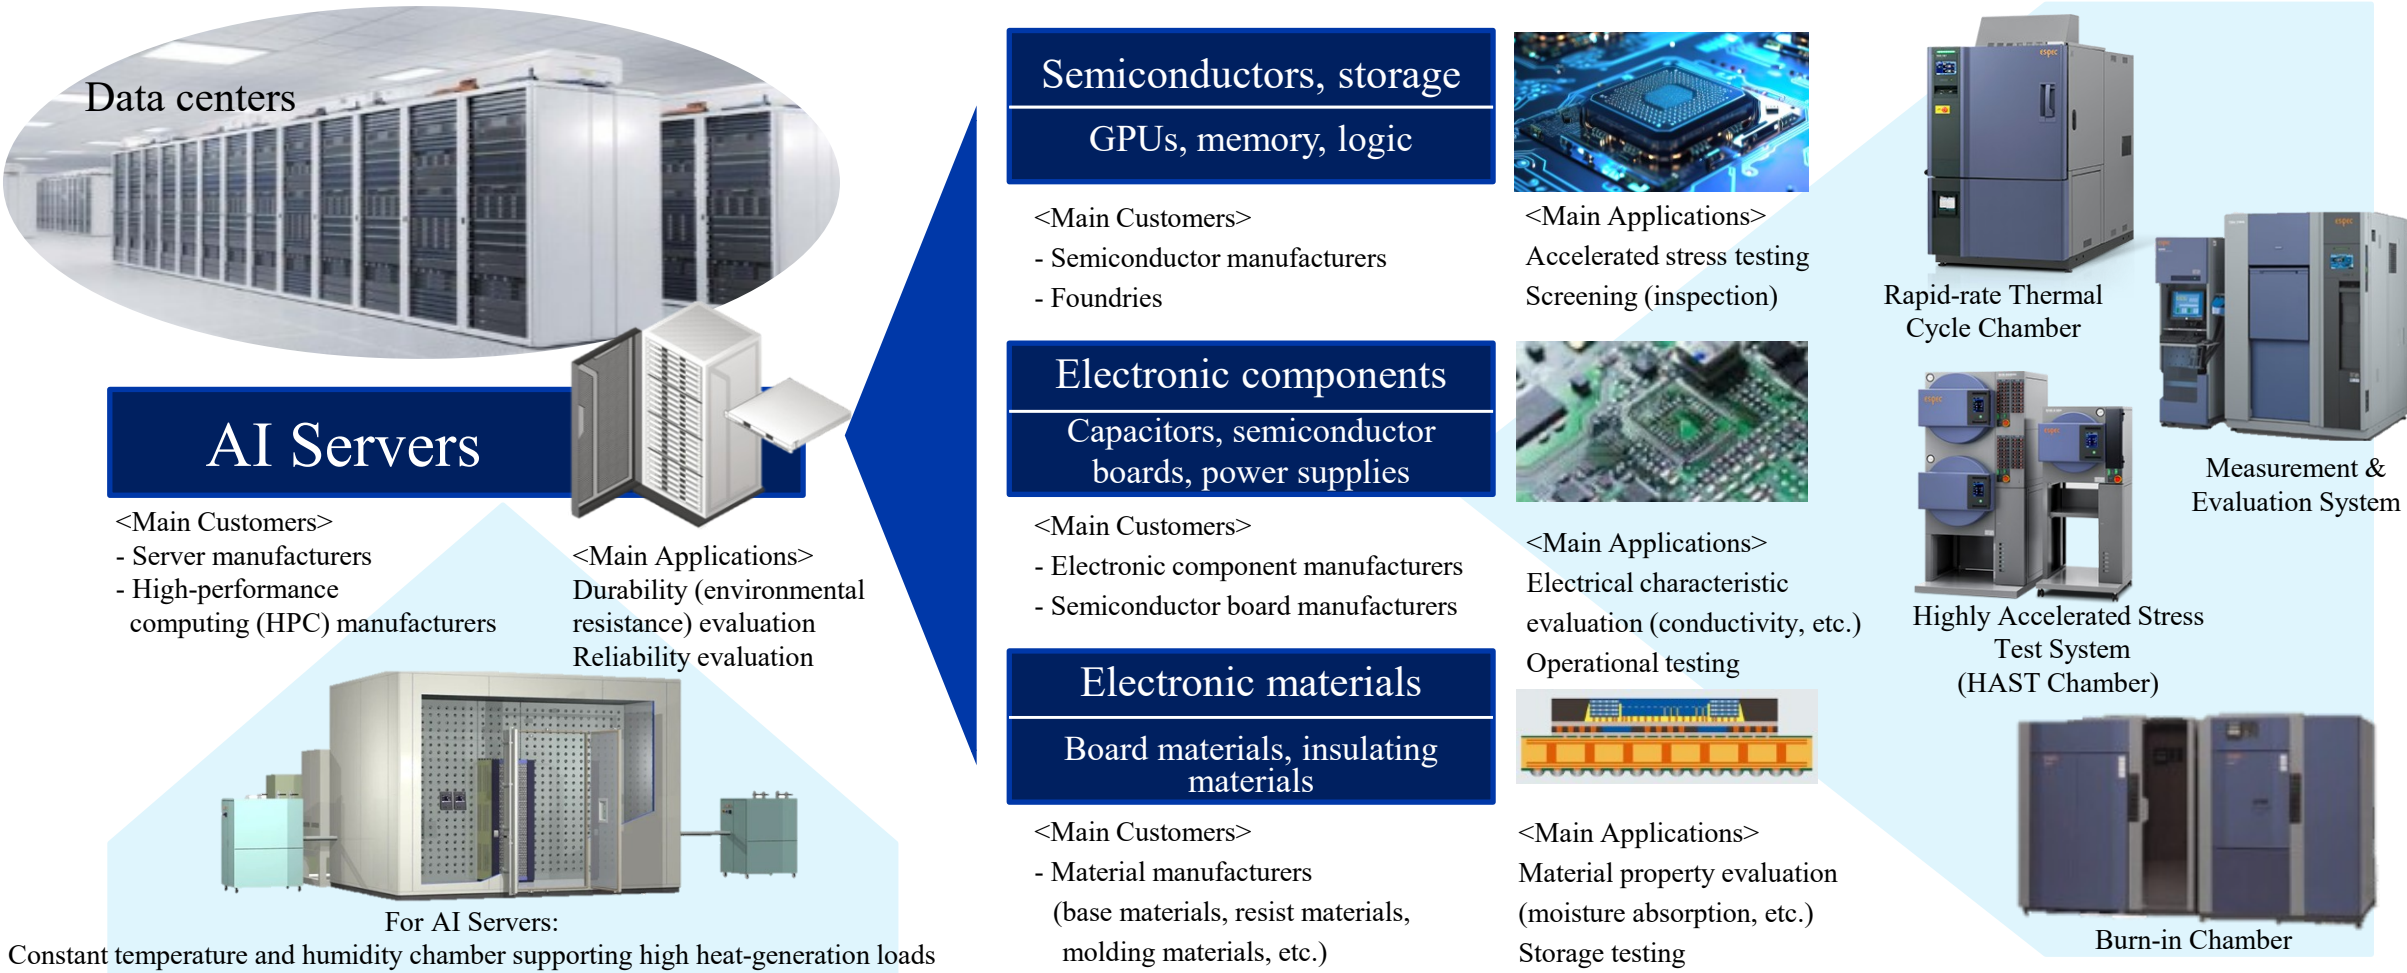 Data centers
AI Servers
<Main Customers>
- Server manufacturers
- High-performance
computing (HPC) manufacturers
<Main Applications>
Durability (environmental
resistance) evaluation
Reliability evaluation
For AI Servers:
Constant temperature and humidity chamber supporting high heat-generation loads
Semiconductors, storage
GPUs, memory, logic
<Main Customers>
- Semiconductor manufacturers
- Foundries
<Main Applications>
Accelerated stress testing
Screening (inspection)
Electronic components
Capacitors, semiconductor
boards, power supplies
<Main Customers>
- Electronic component manufacturers
- Semiconductor board manufacturers
<Main Applications>
Electrical characteristic
evaluation (conductivity, etc.)
Operational testing
Electronic materials
Board materials, insulating
materials
<Main Customers>
- Material manufacturers
(base materials, resist materials,
molding materials, etc.)
<Main Applications>
Material property evaluation
(moisture absorption, etc.)
Storage testing
espec
Rapid-rate Thermal
Cycle Chamber
espec
espec
Measurement &
Evaluation System
espec
espec
Highly Accelerated Stress
Test System
(HAST Chamber)
Burn-in Chamber